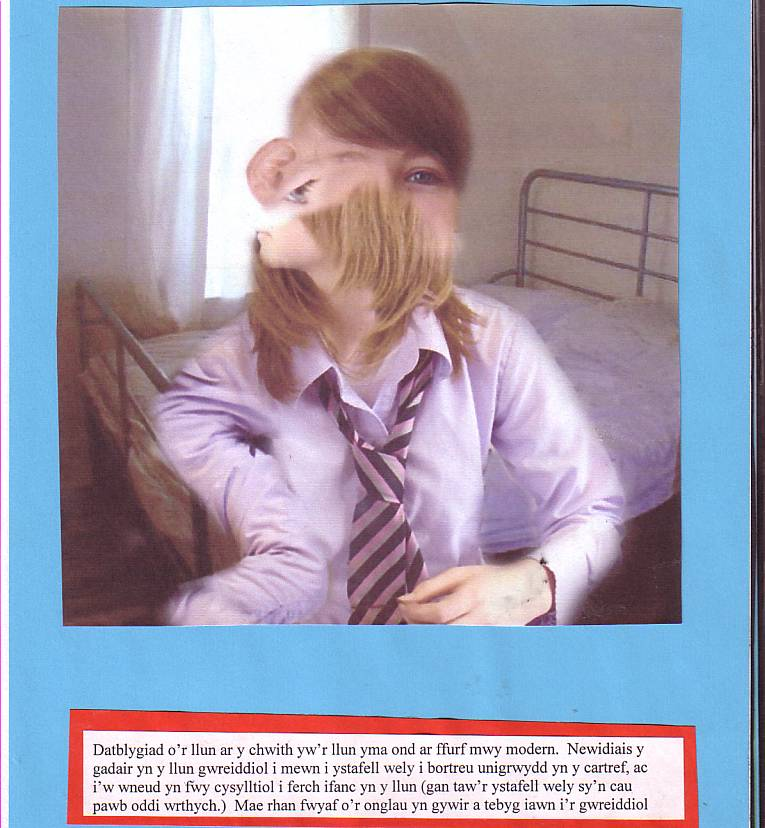 Datblygiad o’r llun ar y chwith yw’r llun yma ond ar ffurf mwy modern.  Newidiais y
gadair yn y llun gwreiddiol i mewn i ystafell wely i bortreu unigrwydd yn y cartref, ac
i’w wneud yn fwy cysylltiol i ferch ifanc yn y llun (gan taw’r ystafell wely sy’n cau
pawb oddi wrthych.)  Mae rhan fwyaf o’r onglau yn gywir a tebyg iawn i’r gwreiddiol